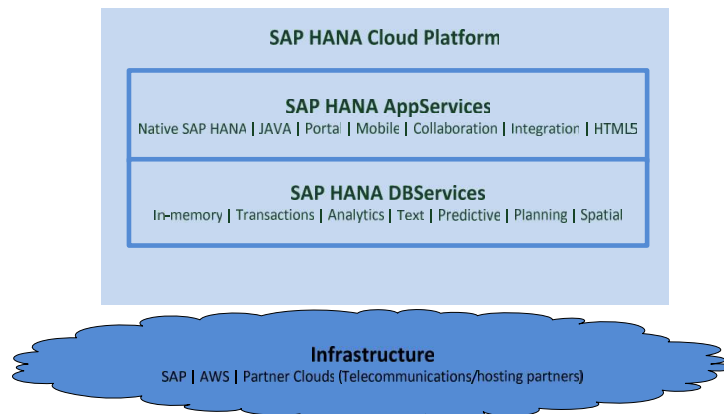 SAP HANA Cloud Platform
SAP HANA AppServices
Native SAP HANA | JAVA | Portal | Mobile | Collaboration | Integration | HTML5
SAP HANA DBServices
In-memory | Transactions | Analytics | Text | Predictive | Planning | Spatial
Infrastructure
SAP | AWS | Partner Clouds (Telecommunications/hosting partners)